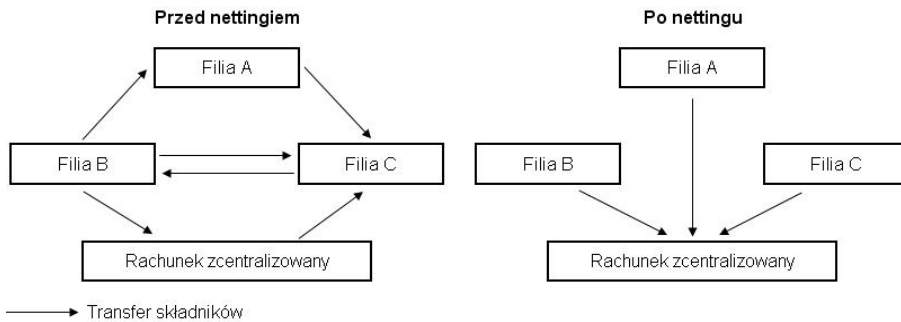 Przed nettingiem
Po nettingu
Filia A
Filia A
Filia B
Filia C
Filia B
Filia C
Rachunek zcentralizowany
Rachunek zcentralizowany
Transfer składników